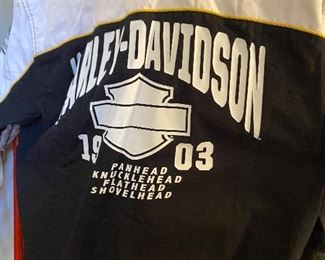 HARLEY-DAVIDSON
19 03
PANHEAD
KNUCKLEHEAD
FLATHEAD
SHOVELHEAD